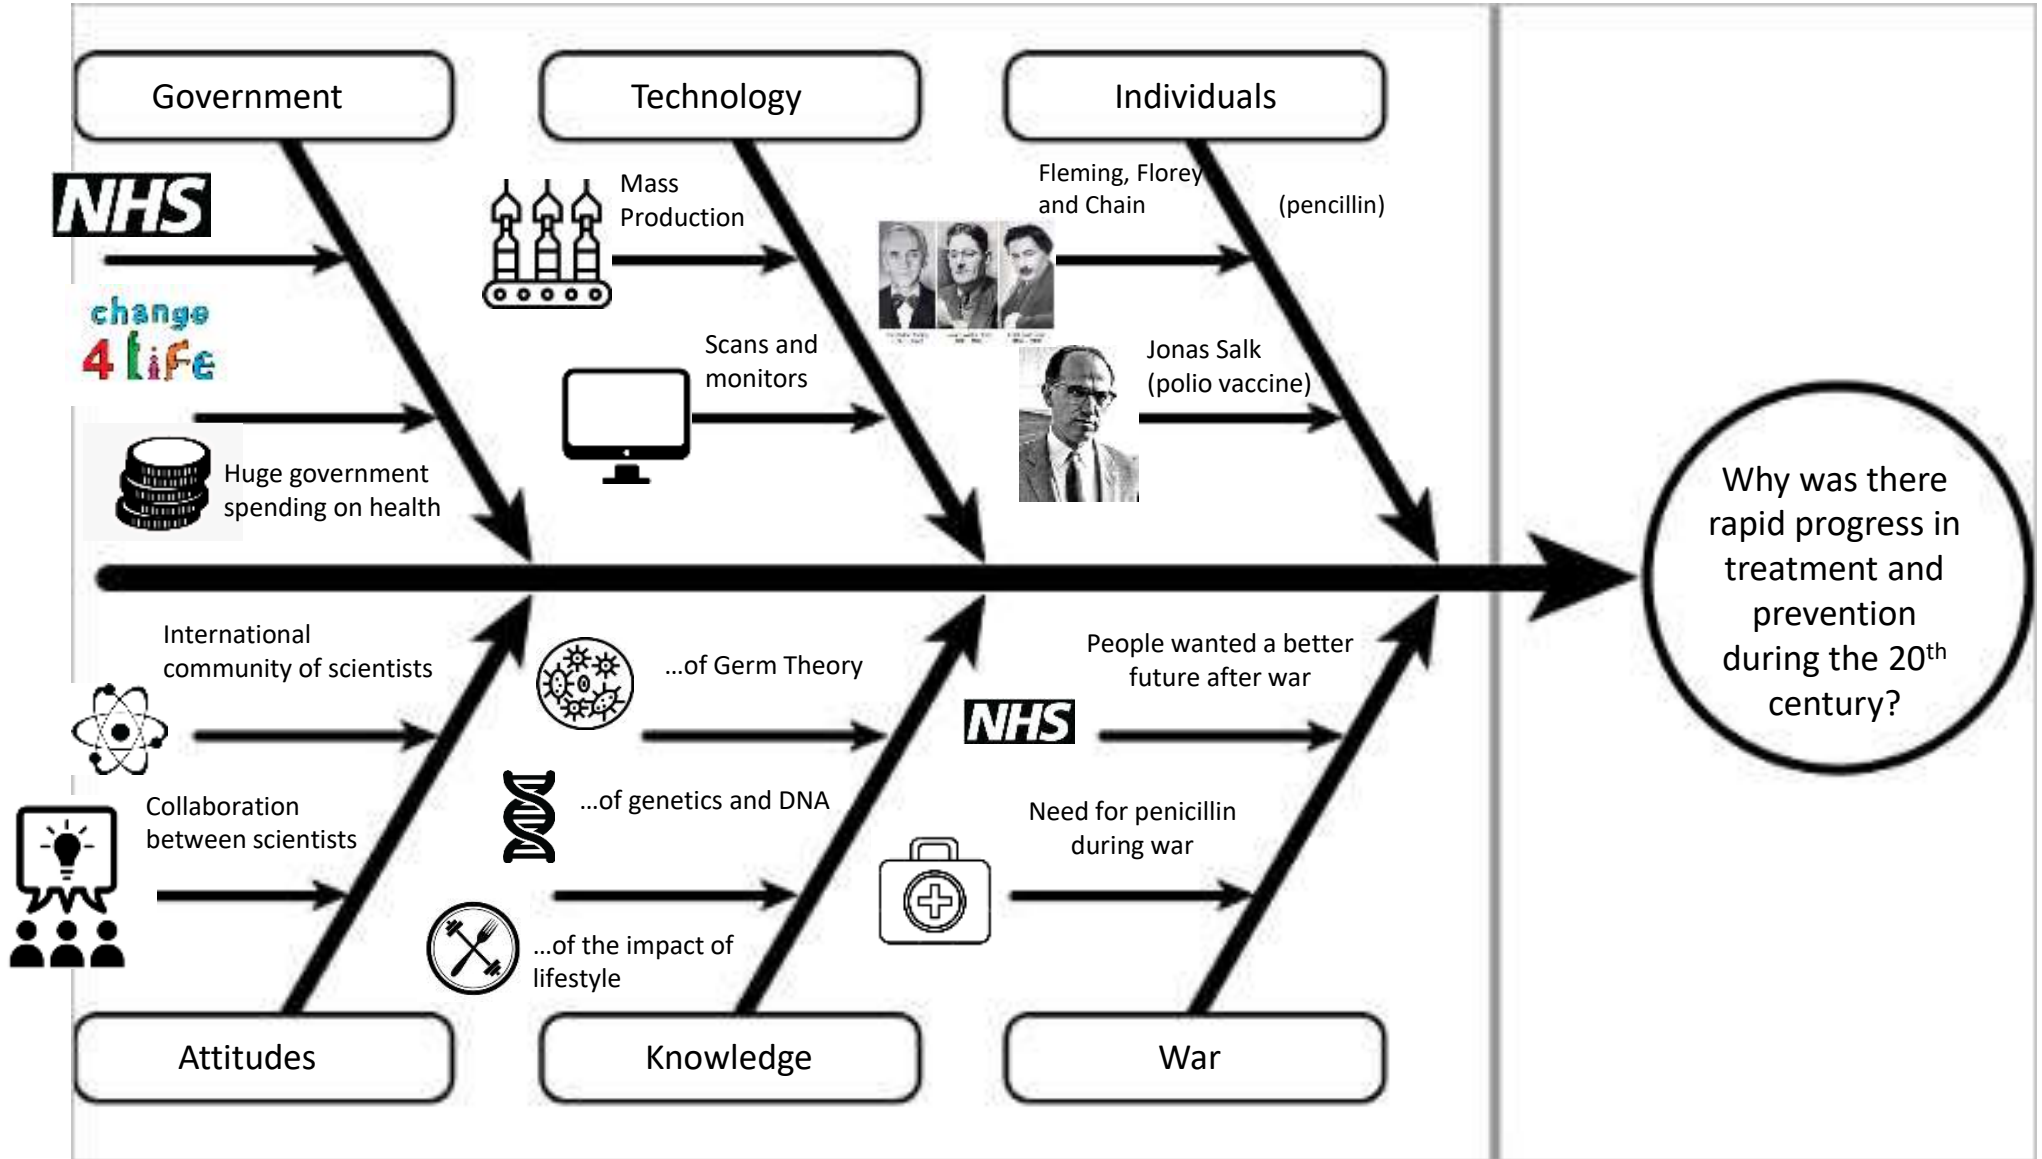 Government
Technology
Individuals
NHS
change
4 life
Huge government
spending on health
Mass
Production
Scans and
monitors
Fleming, Florey
and Chain
(pencillin)
Jonas Salk
(polio vaccine)
Why was there
rapid progress in
treatment and
prevention
during the 20th
century?
International
community of scientists
Collaboration
between scientists
...of Germ Theory
...of genetics and DNA
...of the impact of
lifestyle
People wanted a better
future after war
NHS
Need for penicillin
during war
Attitudes
Knowledge
War